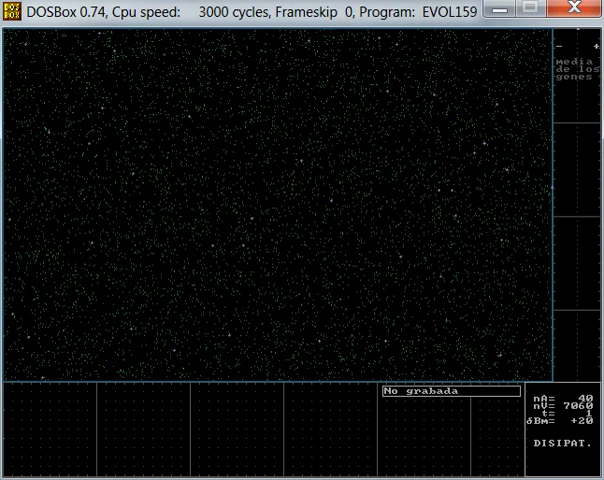 DOSBox 0.74, Cpu speed: 3000 cycles, Frameskip 0, Program: EVOL159
- +
media
de los
genes
No grabada
nA= 40
nV= 7060
t= 1
δBm= +20
DISIPAT.